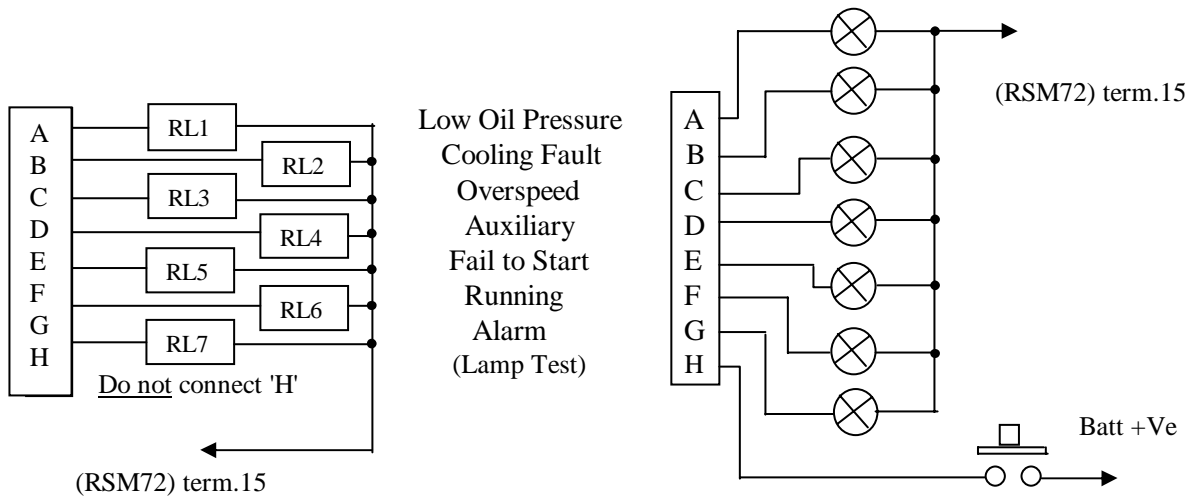 A
B
C
D
E
F
G
H
RL1
RL2
RL3
RL4
RL5
RL6
RL7
Do not connect 'H'
(RSM72) term.15
Low Oil Pressure
Cooling Fault
Overspeed
Auxiliary
Fail to Start
Running
Alarm
(Lamp Test)
A
B
C
D
E
F
G
H
(RSM72) term.15
Batt +Ve